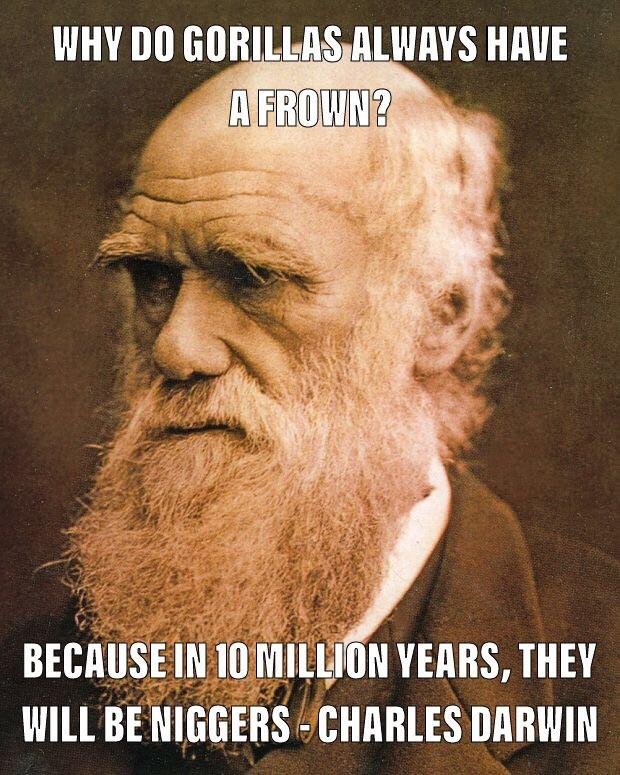 WHY DO GORILLAS ALWAYS HAVE
A FROWN?
BECAUSE IN 10 MILLION YEARS, THEY
WILL BE NIGGERS - CHARLES DARWIN